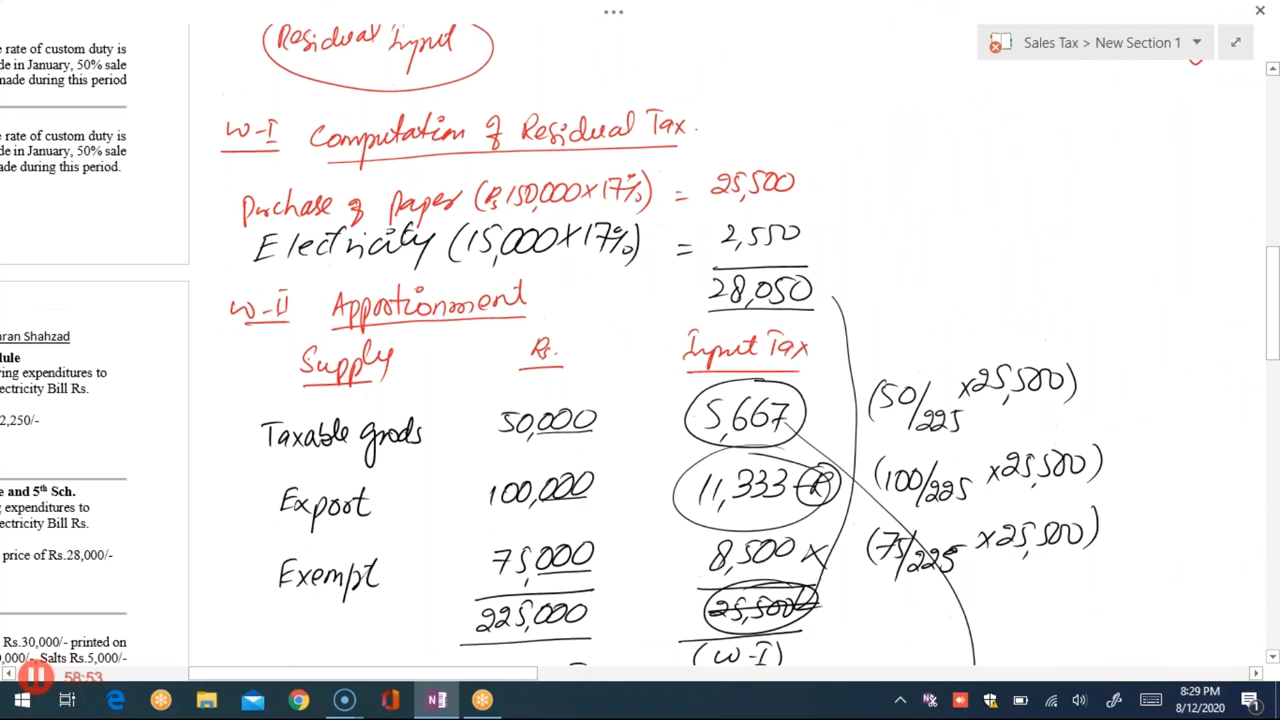 Sales Tax > New Section 1
e rate of custom duty is
de in January, 50% sale
made during this period
e rate of custom duty is
de in January, 50% sale
made during this period.
nran Shahzad
dule
ving expenditures to
ectricity Bill Rs.
2,250/-
e and 5th Sch.
g expenditures to
ectricity Bill Rs.
price of Rs.28,000/-
Rs.30,000/- printed on
0,000/- Salts Rs.5,000/-
Residual Input
W-I Computation of Residual Tax.
Purchase of paper (Rs 150,000×17%) = 25,500
Electricity (15,000×17%) = 2,550
28,050
W-II Apportionment
Supply Rs. Input Tax
Taxable goods 50,000 5,667 (50/225 ×25,500)
Export 100,000 11,333 - R (100/225 ×25,500)
Exempt 75,000 8,500 × (75/225 ×25,500)
225,000 25,500
(W-I)
58:53
8:29 PM
8/12/2020